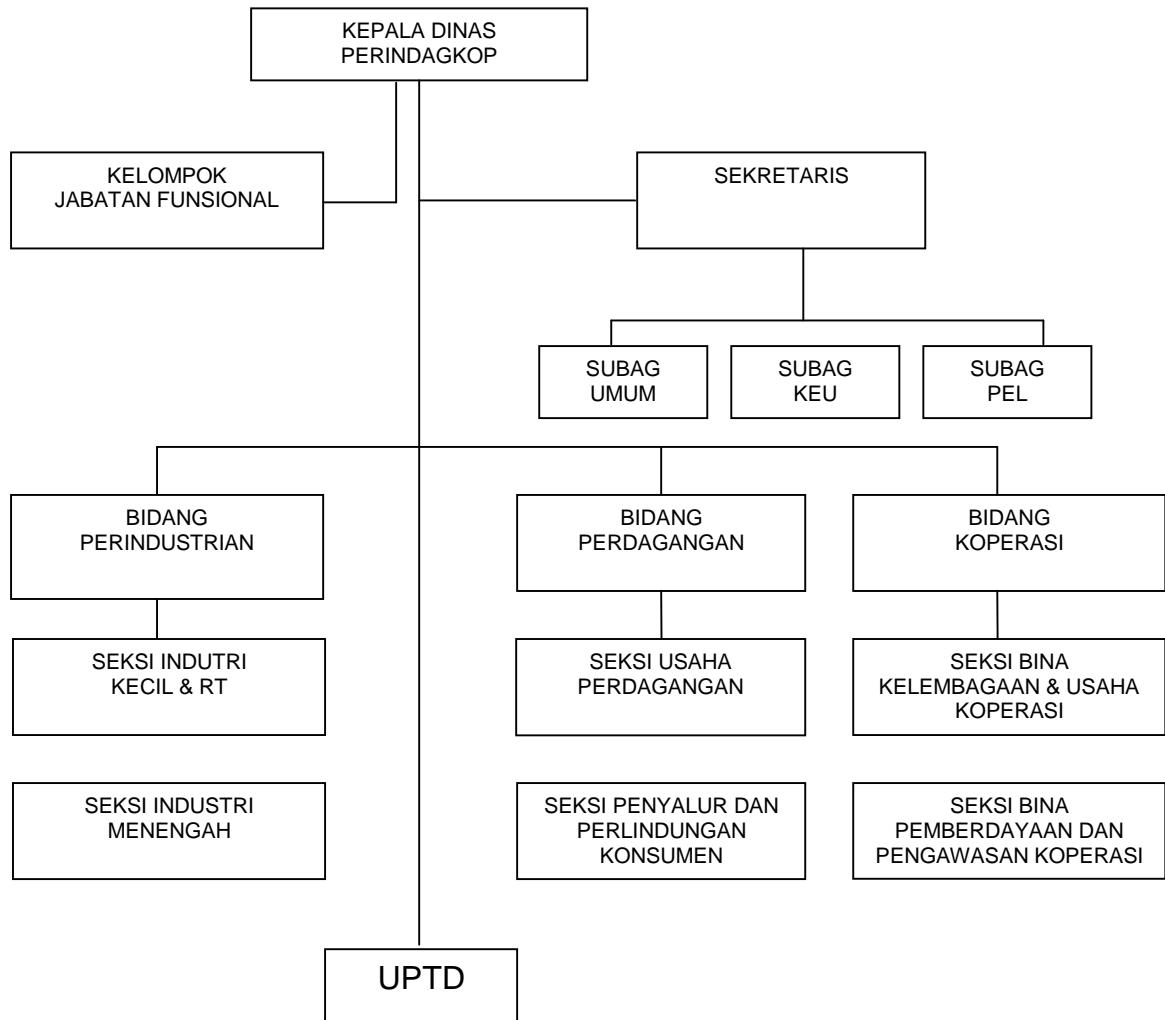 KEPALA DINAS
PERINDAGKOP
KELOMPOK
JABATAN FUNSIONAL
SEKRETARIS
SUBAG
UMUM
SUBAG
KEU
SUBAG
PEL
BIDANG
PERINDUSTRIAN
BIDANG
PERDAGANGAN
BIDANG
KOPERASI
SEKSI INDUTRI
KECIL & RT
SEKSI USAHA
PERDAGANGAN
SEKSI BINA
KELEMBAGAAN & USAHA
KOPERASI
SEKSI INDUSTRI
MENENGAH
SEKSI PENYALUR DAN
PERLINDUNGAN
KONSUMEN
SEKSI BINA
PEMBERDAYAAN DAN
PENGAWASAN KOPERASI
UPTD